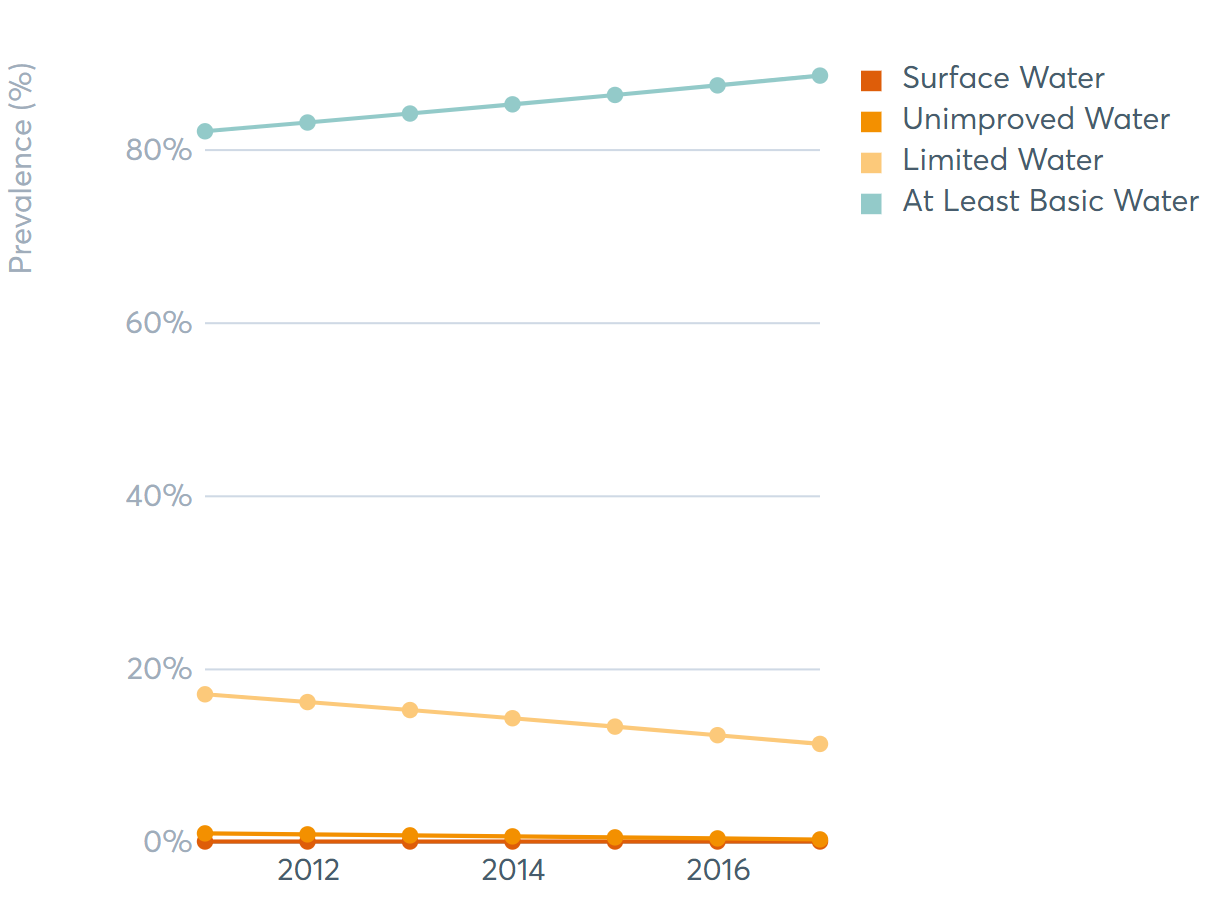 Prevalence (%)
80%
60%
40%
20%
0%
2012
2014
2016
Surface Water
Unimproved Water
Limited Water
At Least Basic Water